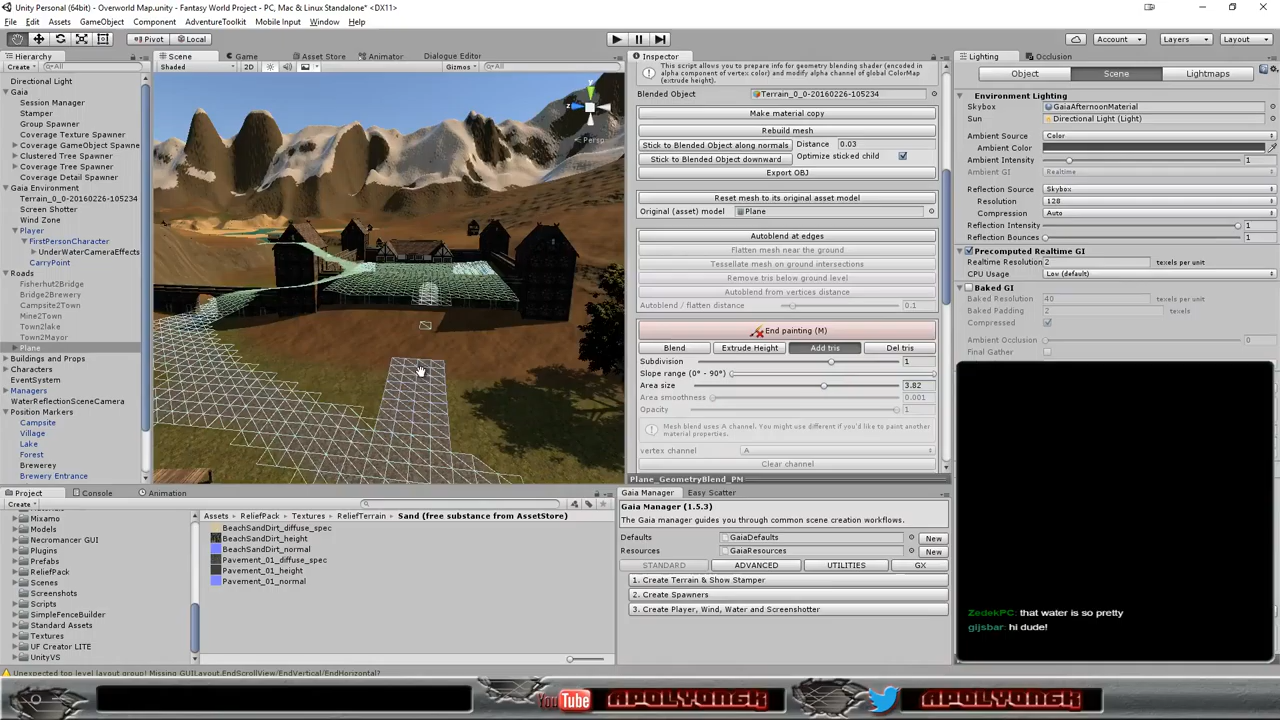 Unity Personal (64bit) - Overworld Map.unity - Fantasy World Project - PC, Mac & Linux Standalone* <DX11>
File Edit Assets GameObject Component AdventureToolkit Mobile Input Window Help
Pivot Local Account Layers Layout
Hierarchy
Create All
Directional Light
Gaia
Session Manager
Stamper
Group Spawner
Coverage Texture Spawner
Coverage GameObject Spawner
Clustered Tree Spawner
Coverage Tree Spawner
Coverage Detail Spawner
Gaia Environment
Terrain_0_0-20160226-105234
Screen Shotter
Wind Zone
Player
FirstPersonCharacter
UnderWaterCameraEffects
CarryPoint
Roads
Fisherhut2Bridge
Bridge2Brewery
Campsite2Town
Mine2Town
Town2lake
Town2Mayor
Plane
Buildings and Props
Characters
EventSystem
Managers
WaterReflectionSceneCamera
Position Markers
Campsite
Village
Lake
Forest
Brewerey
Brewery Entrance
Scene Game Asset Store Animator Dialogue Editor
Shaded 2D Gizmos All
y
z
Persp
Inspector
This script allows you to prepare info for geometry blending shader (encoded in
alpha component of vertex color) and modify alpha channel of global ColorMap
(extrude height).
Blended Object Terrain_0_0-20160226-105234
Make material copy
Rebuild mesh
Stick to Blended Object along normals Distance 0.03
Stick to Blended Object downward Optimize sticked child
Export OBJ
Reset mesh to its original asset model
Original (asset) model Plane
Autoblend at edges
Flatten mesh near the ground
Tessellate mesh on ground intersections
Remove tris below ground level
Autoblend from vertices distance
Autoblend / flatten distance 0.1
End painting (M)
Blend Extrude Height Add tris Del tris
Subdivision 1
Slope range (0° - 90°)
Area size 3.82
Area smoothness 0.001
Opacity 1
Mesh blend uses A channel. You might use different if you'd like to paint another
material properties.
vertex channel A
Clear channel
Plane_GeometryBlend_PM
Lighting Occlusion
Object Scene Lightmaps
Environment Lighting
Skybox GaiaAfternoonMaterial
Sun Directional Light (Light)
Ambient Source Color
Ambient Color
Ambient Intensity 1
Ambient GI Realtime
Reflection Source Skybox
Resolution 128
Compression Auto
Reflection Intensity 1
Reflection Bounces 1
Precomputed Realtime GI
Realtime Resolution 2 texels per unit
CPU Usage Low (default)
Baked GI
Baked Resolution 40 texels per unit
Baked Padding 2 texels
Compressed
Ambient Occlusion 0
Final Gather
Project Console Animation
Create
Mixamo
Models
Necromancer GUI
Plugins
Prefabs
ReliefPack
Scenes
Screenshots
Scripts
SimpleFenceBuilder
Standard Assets
Textures
UF Creator LITE
UnityVS
Assets ReliefPack Textures ReliefTerrain Sand (free substance from AssetStore)
BeachSandDirt_diffuse_spec
BeachSandDirt_height
BeachSandDirt_normal
Pavement_01_diffuse_spec
Pavement_01_height
Pavement_01_normal
Gaia Manager Easy Scatter
Gaia Manager (1.5.3)
The Gaia manager guides you through common scene creation workflows.
Defaults GaiaDefaults New
Resources GaiaResources New
STANDARD ADVANCED UTILITIES GX
1. Create Terrain & Show Stamper
2. Create Spawners
3. Create Player, Wind, Water and Screenshotter
ZedekPC: that water is so pretty
gijsbar: hi dude!
Unexpected top level layout group! Missing GUILayout.EndScrollView/EndVertical/EndHorizontal?
YouTube APOLYONGK APOLYONGK